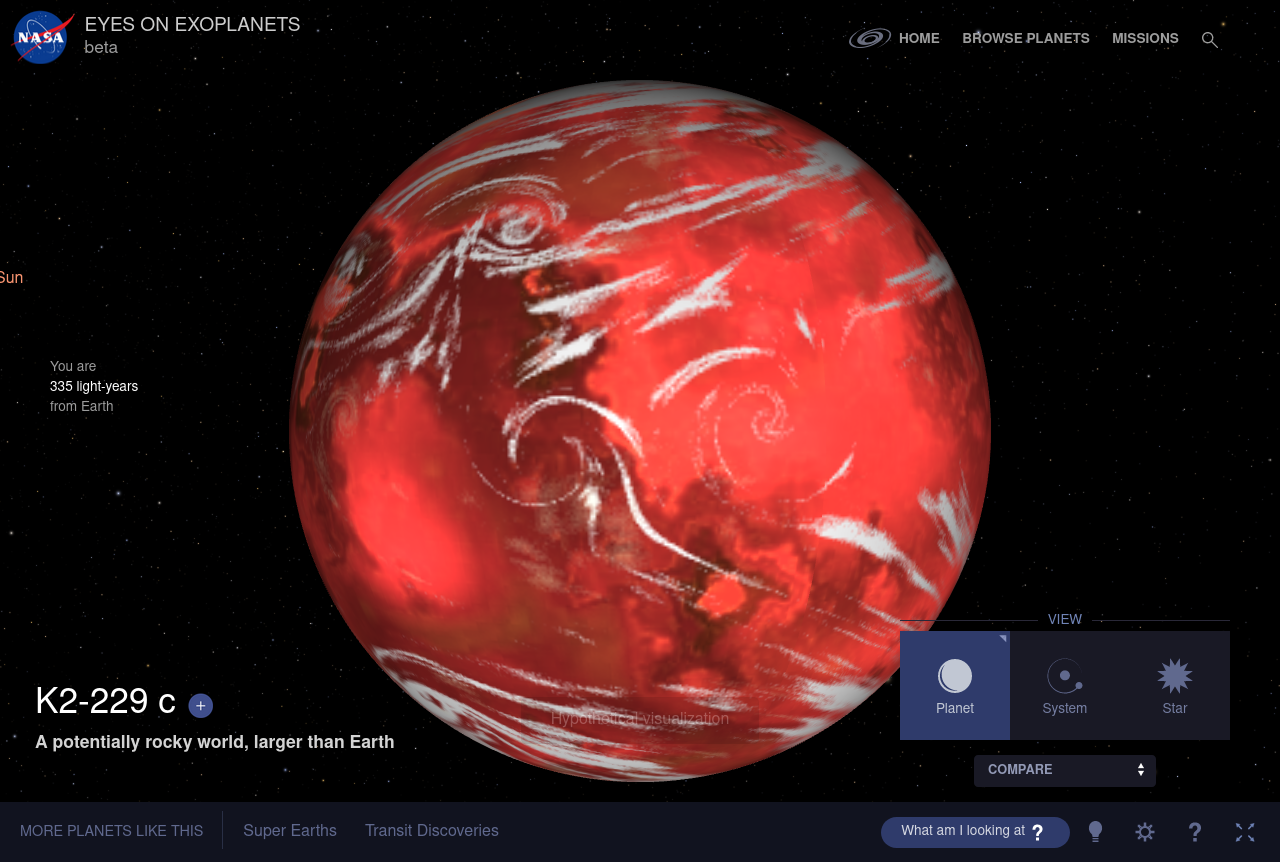 NASA
EYES ON EXOPLANETS
beta
HOME
BROWSE PLANETS
MISSIONS
Sun
You are
335 light-years
from Earth
VIEW
Planet
System
Star
COMPARE
K2-229 c +
A potentially rocky world, larger than Earth
Hypothetical visualization
MORE PLANETS LIKE THIS
Super Earths
Transit Discoveries
What am I looking at ?
?